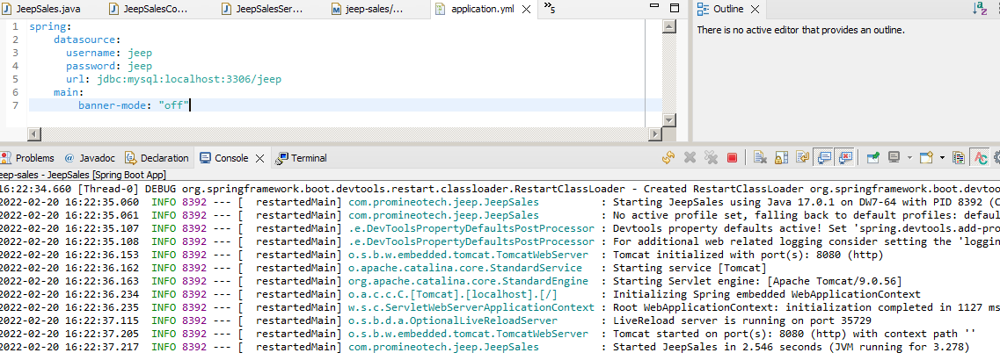 JeepSales.java
JeepSalesCo...
JeepSalesSer...
jeep-sales/...
application.yml
5
Outline
1 spring:
2 datasource:
3 username: jeep
4 password: jeep
5 url: jdbc:mysql:localhost:3306/jeep
6 main:
7 banner-mode: "off"
There is no active editor that provides an outline.
Problems @ Javadoc Declaration Console Terminal
eep-sales - JeepSales [Spring Boot App]
16:22:34.660 [Thread-0] DEBUG org.springframework.boot.devtools.restart.classloader.RestartClassLoader - Created RestartClassLoader org.springframework.boot.devto
2022-02-20 16:22:35.060 INFO 8392 --- [ restartedMain] com.promineotech.jeep.JeepSales : Starting JeepSales using Java 17.0.1 on DW7-64 with PID 8392 (C
2022-02-20 16:22:35.061 INFO 8392 --- [ restartedMain] com.promineotech.jeep.JeepSales : No active profile set, falling back to default profiles: defaul
2022-02-20 16:22:35.107 INFO 8392 --- [ restartedMain] .e.DevToolsPropertyDefaultsPostProcessor : Devtools property defaults active! Set 'spring.devtools.add-pro
2022-02-20 16:22:35.108 INFO 8392 --- [ restartedMain] .e.DevToolsPropertyDefaultsPostProcessor : For additional web related logging consider setting the 'loggin
2022-02-20 16:22:36.153 INFO 8392 --- [ restartedMain] o.s.b.w.embedded.tomcat.TomcatWebServer : Tomcat initialized with port(s): 8080 (http)
2022-02-20 16:22:36.162 INFO 8392 --- [ restartedMain] o.apache.catalina.core.StandardService : Starting service [Tomcat]
2022-02-20 16:22:36.163 INFO 8392 --- [ restartedMain] org.apache.catalina.core.StandardEngine : Starting Servlet engine: [Apache Tomcat/9.0.56]
2022-02-20 16:22:36.234 INFO 8392 --- [ restartedMain] o.a.c.c.C.[Tomcat].[localhost].[/] : Initializing Spring embedded WebApplicationContext
2022-02-20 16:22:36.235 INFO 8392 --- [ restartedMain] w.s.c.ServletWebServerApplicationContext : Root WebApplicationContext: initialization completed in 1127 ms
2022-02-20 16:22:37.115 INFO 8392 --- [ restartedMain] o.s.b.d.a.OptionalLiveReloadServer : LiveReload server is running on port 35729
2022-02-20 16:22:37.205 INFO 8392 --- [ restartedMain] o.s.b.w.embedded.tomcat.TomcatWebServer : Tomcat started on port(s): 8080 (http) with context path ''
2022-02-20 16:22:37.217 INFO 8392 --- [ restartedMain] com.promineotech.jeep.JeepSales : Started JeepSales in 2.546 seconds (JVM running for 3.278)